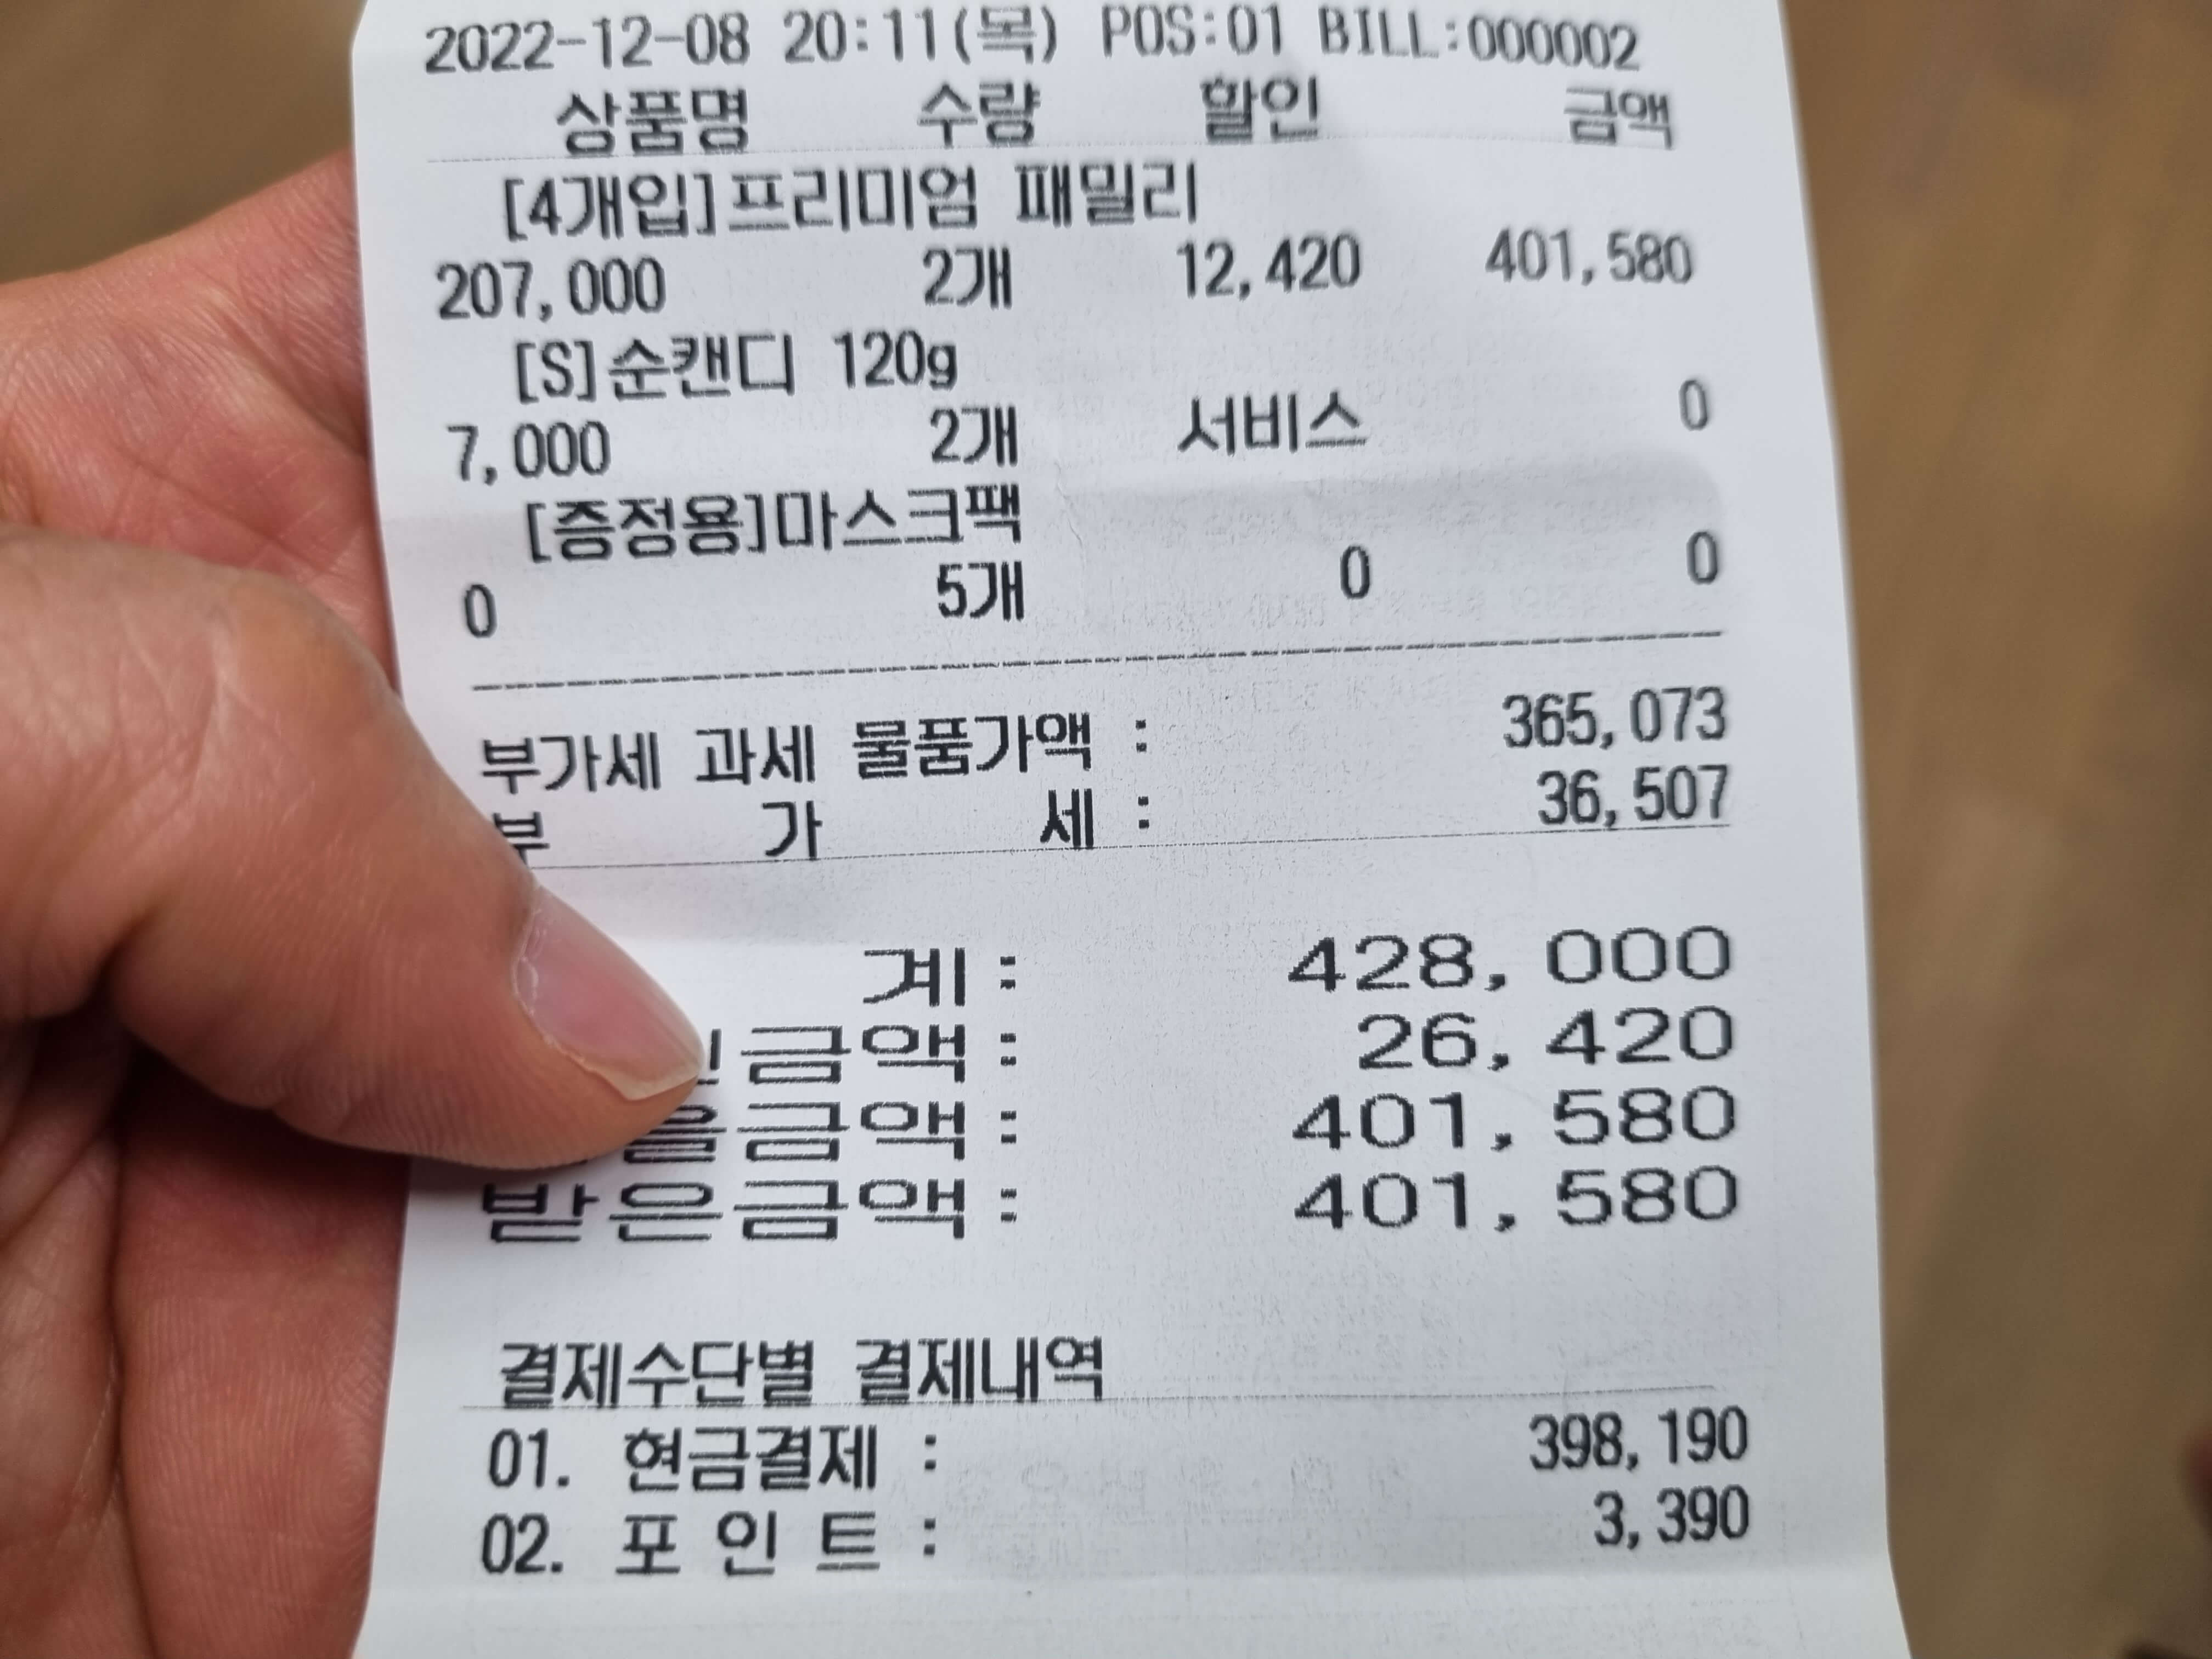 2022-12-08 20:11(목) POS:01 BILL:000002
상품명 수량 할인 금액
[4개입]프리미엄 패밀리
207,000 2개 12,420 401,580
[S]순캔디 120g
7,000 2개 서비스 0
[증정용]마스크팩
0 5개 0 0
부가세 과세 물품가액 : 365,073
부 가 세 : 36,507
계 : 428,000
인금액 : 26,420
을금액 : 401,580
받은금액 : 401,580
결제수단별 결제내역
01. 현금결제 : 398,190
02. 포 인 트 : 3,390